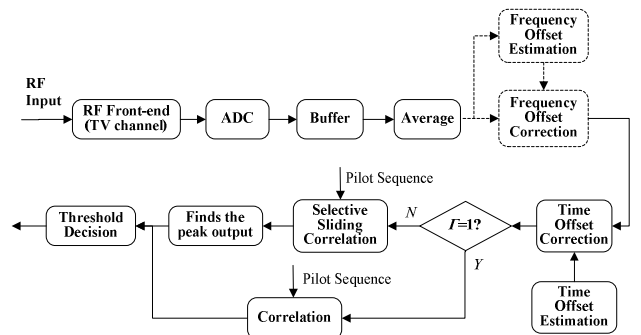 Frequency
Offset
Estimation
RF
Input
RF Front-end
(TV channel)
ADC
Buffer
Average
Frequency
Offset
Correction
Pilot Sequence
Threshold
Decision
Finds the
peak output
Selective
Sliding
Correlation
N
Γ=1?
Time
Offset
Correction
Y
Pilot Sequence
Correlation
Time
Offset
Estimation